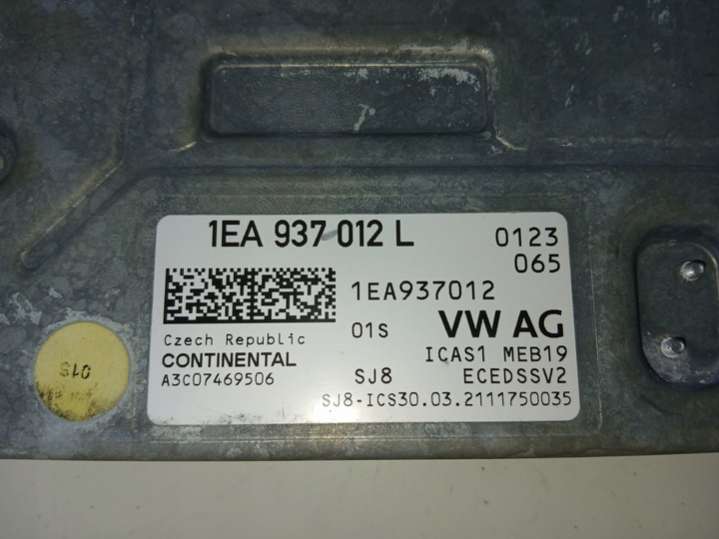 1EA 937 012 L
0123
065
1EA937012
01S
VW AG
Czech Republic
CONTINENTAL
A3C07469506
ICAS1 MEB19
SJ8
ECEDSSV2
SJ8-ICS30.03.2111750035
01S